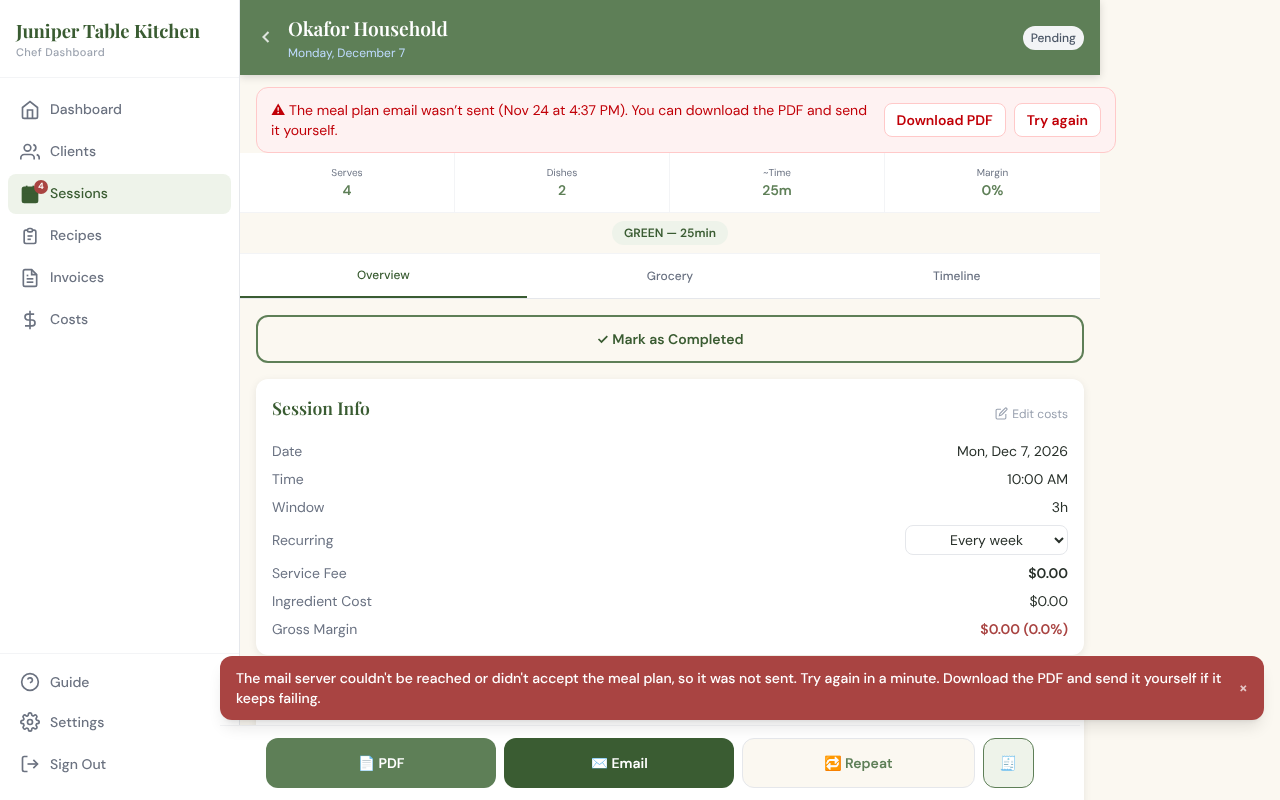 Juniper Table Kitchen
Chef Dashboard
Dashboard
Clients
4
Sessions
Recipes
Invoices
Costs
Guide
Settings
Sign Out
Okafor Household
Monday, December 7
Pending
⚠ The meal plan email wasn’t sent (Nov 24 at 4:37 PM). You can download the PDF and send
it yourself.
Download PDF
Try again
Serves
4
Dishes
2
~Time
25m
Margin
0%
GREEN — 25min
Overview
Grocery
Timeline
✓ Mark as Completed
Session Info
Edit costs
Date
Mon, Dec 7, 2026
Time
10:00 AM
Window
3h
Recurring
Every week
Service Fee
$0.00
Ingredient Cost
$0.00
Gross Margin
$0.00 (0.0%)
The mail server couldn't be reached or didn't accept the meal plan, so it was not sent. Try again in a minute. Download the PDF and send it yourself if it
keeps failing.
×
PDF
Email
Repeat